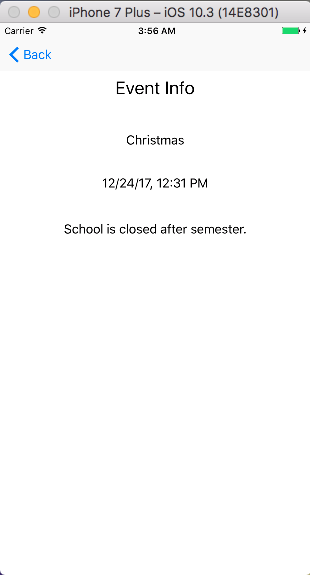 iPhone 7 Plus – iOS 10.3 (14E8301)
Carrier 3:56 AM
Back
Event Info
Christmas
12/24/17, 12:31 PM
School is closed after semester.